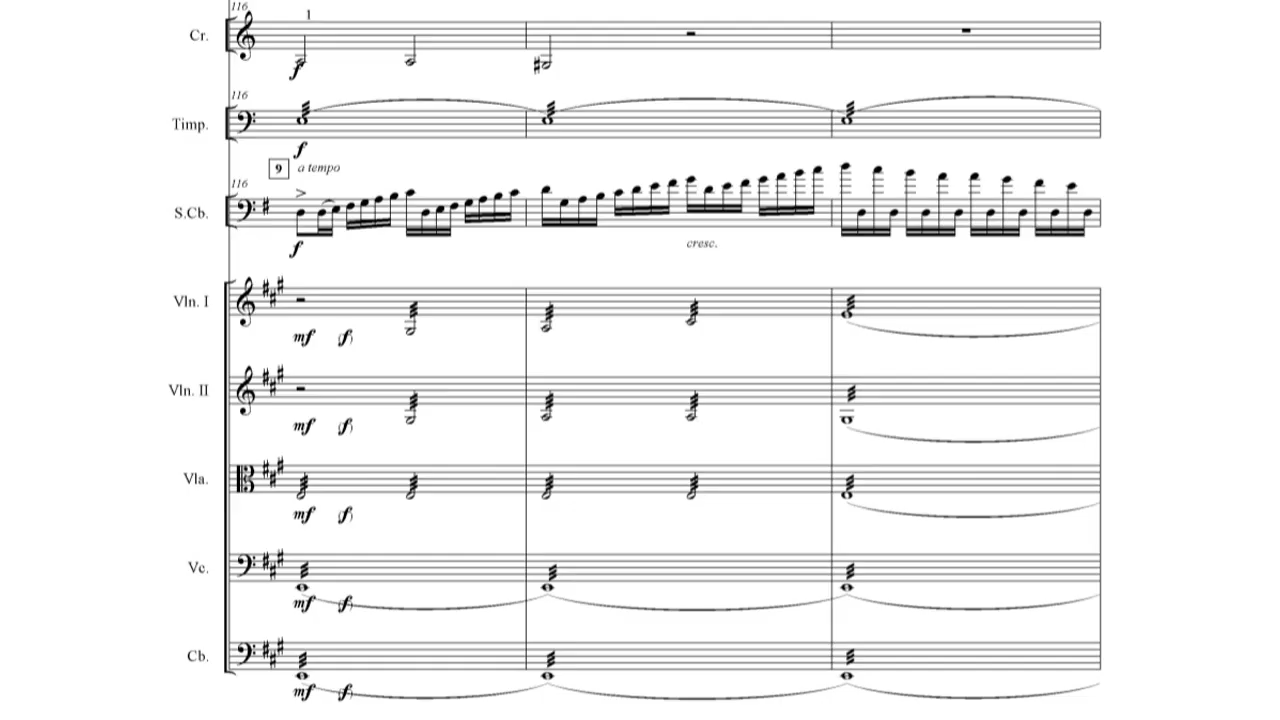 116
1
Cr.
f
116
Timp.
f
9 a tempo
116
S.Cb.
f
cresc.
Vln. I
mf (f)
Vln. II
mf (f)
Vla.
mf (f)
Vc.
mf (f)
Cb.
mf (f)